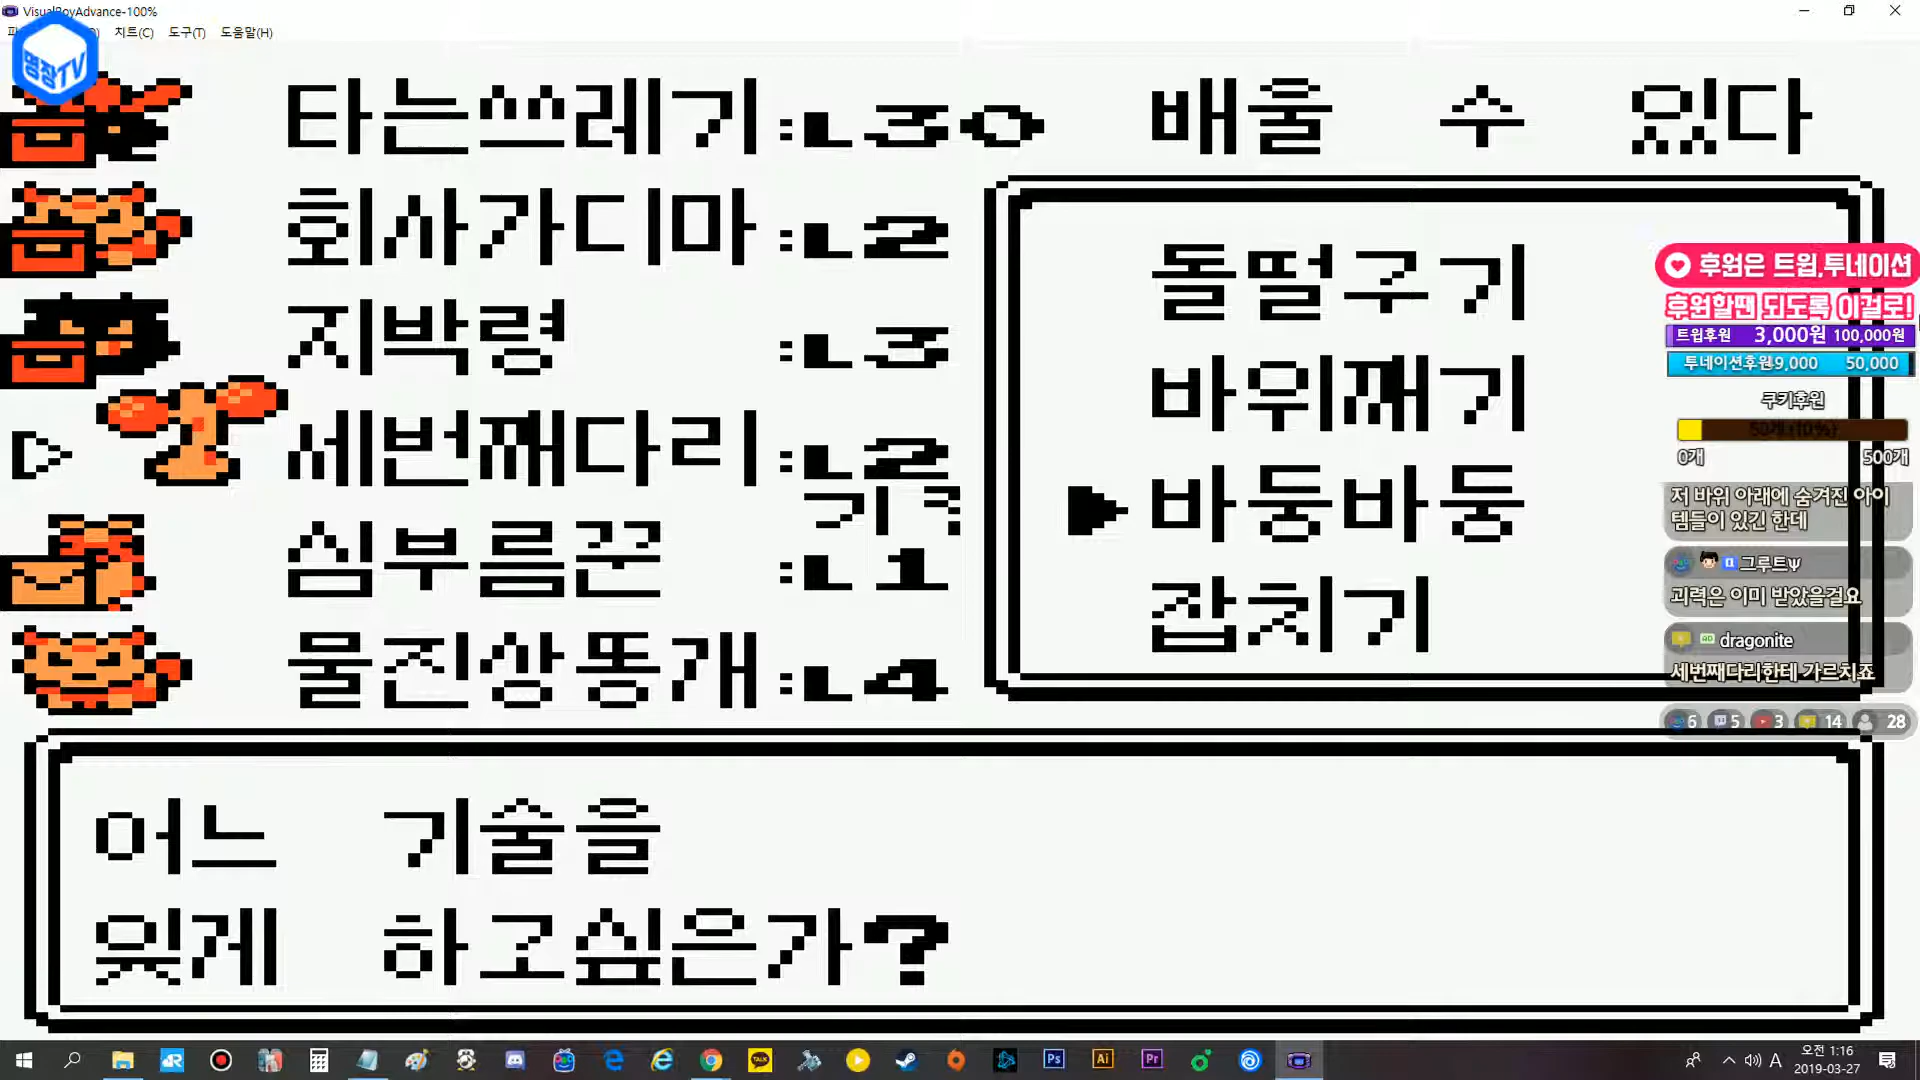 VisualBoyAdvance-100%
치트(C) 도구(T) 도움말(H)
명장TV
타는쓰레기 :L30 배울 수 있다
회사가디마 :L2
지박령 :L3
세번째다리 :L2
심부름꾼 :L1
물진상똥개 :L4
돌떨구기
바위깨기
바둥바둥
잡치기
어느 기술을
잊게 하고싶은가?
후원은 트윕,투네이션
후원할땐 되도록 이걸로!
트윕후원 3,000원 100,000원
투네이션후원 9,000 50,000
쿠키후원
50개 (10%)
0개 500개
저 바위 아래에 숨겨진 아이
템들이 있긴 한데
그루트Ψ
괴력은 이미 받았을걸요
dragonite
세번째다리한테 가르치죠
6 5 3 14 28
오전 1:16
2019-03-27